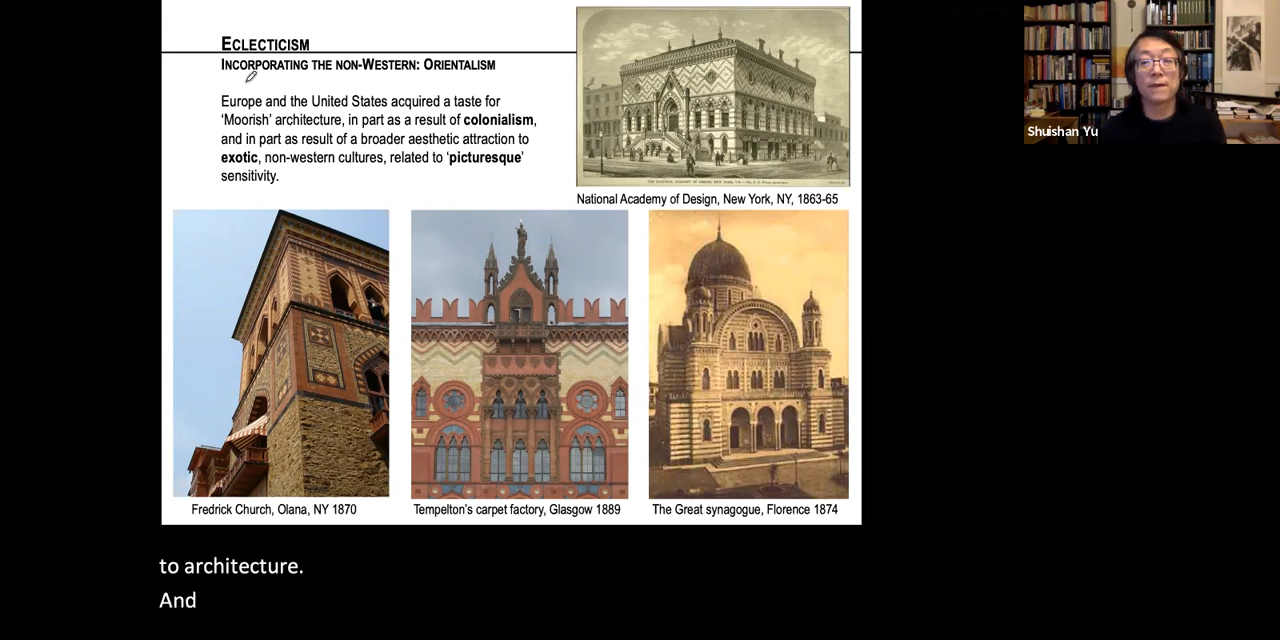 ECLECTICISM
INCORPORATING THE NON-WESTERN: ORIENTALISM
Europe and the United States acquired a taste for
‘Moorish’ architecture, in part as a result of colonialism,
and in part as result of a broader aesthetic attraction to
exotic, non-western cultures, related to ‘picturesque’
sensitivity.
National Academy of Design, New York, NY, 1863-65
Shuishan Yu
Fredrick Church, Olana, NY 1870
Tempelton's carpet factory, Glasgow 1889
The Great synagogue, Florence 1874
to architecture.
And